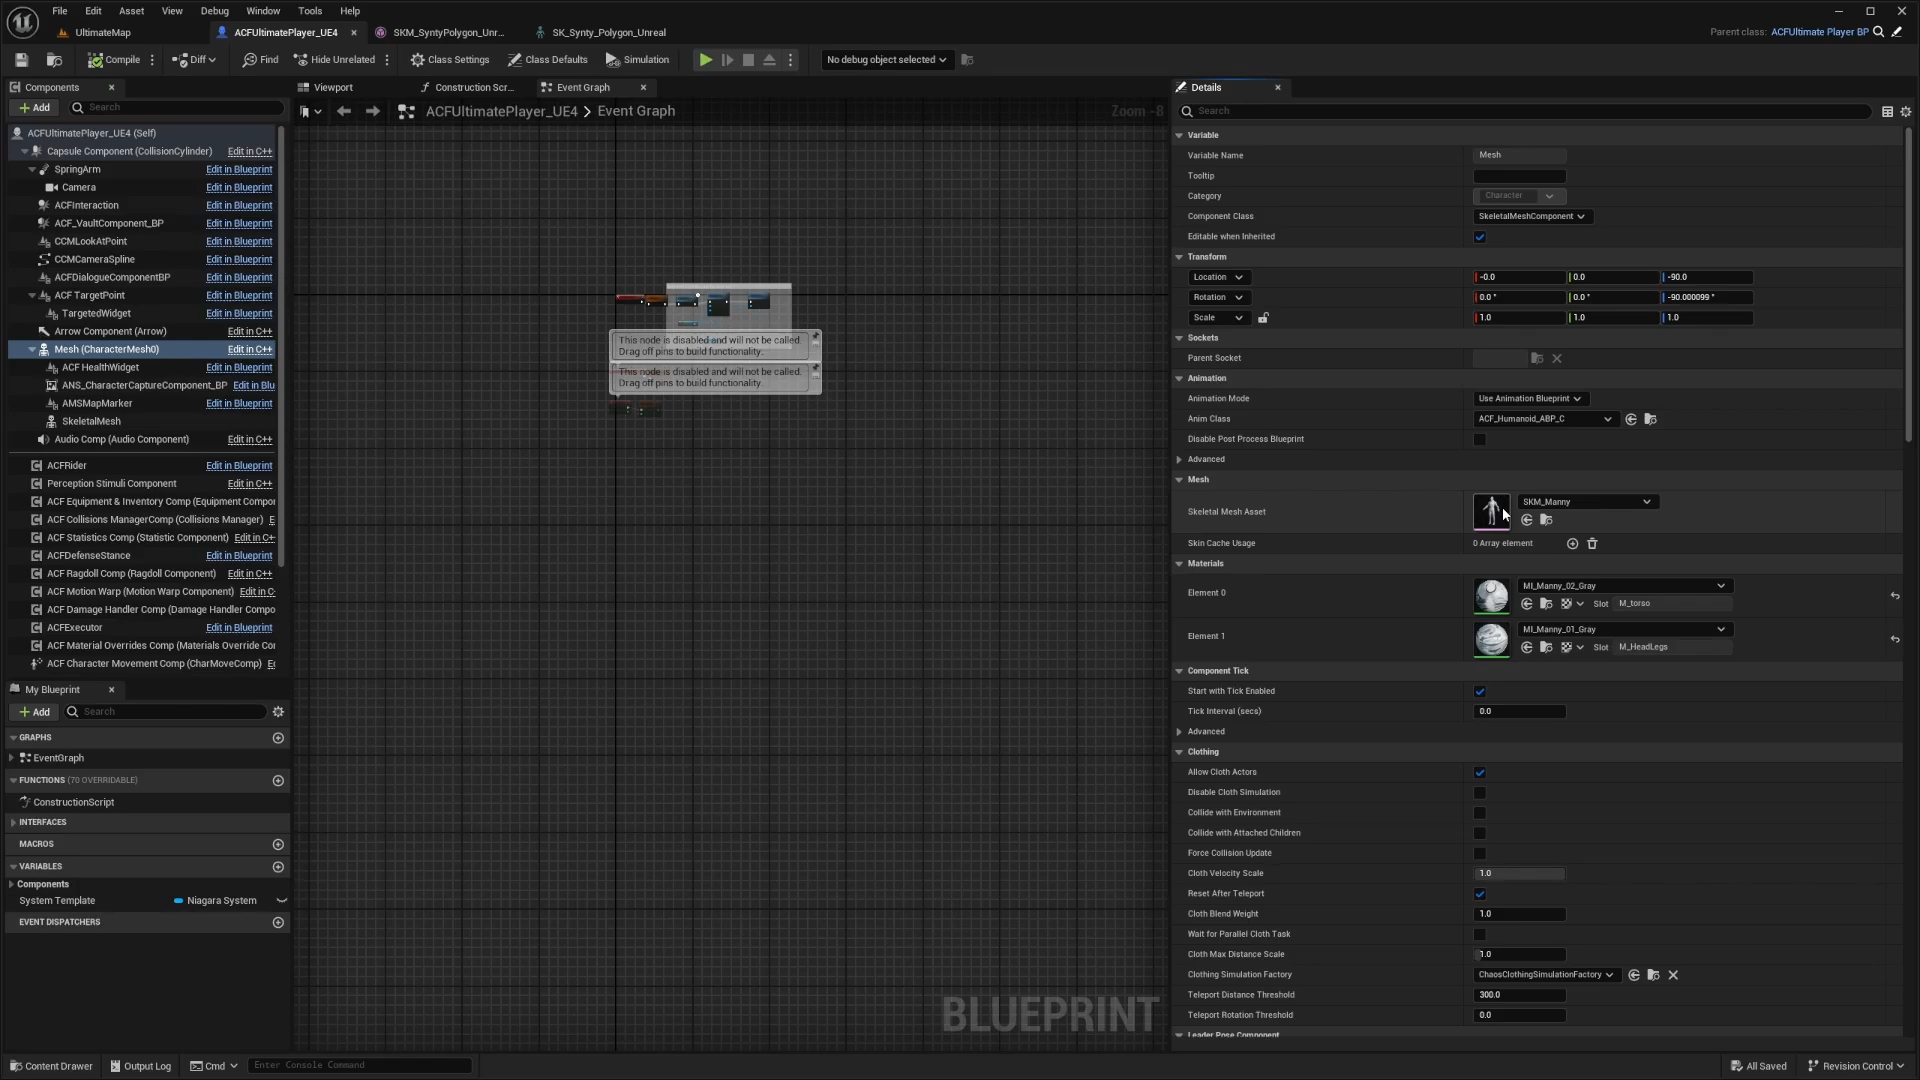 File Edit Asset View Debug Window Tools Help
UltimateMap ACFUltimatePlayer_UE4 SKM_SyntyPolygon_Unr... SK_Synty_Polygon_Unreal Parent class: ACFUltimate Player BP
Compile Diff Find Hide Unrelated Class Settings Class Defaults Simulation No debug object selected
Components
Add Search
ACFUltimatePlayer_UE4 (Self)
Capsule Component (CollisionCylinder) Edit in C++
SpringArm Edit in Blueprint
Camera Edit in Blueprint
ACFInteraction Edit in Blueprint
ACF_VaultComponent_BP Edit in Blueprint
CCMLookAtPoint Edit in Blueprint
CCMCameraSpline Edit in Blueprint
ACFDialogueComponentBP Edit in Blueprint
ACF TargetPoint Edit in Blueprint
TargetedWidget Edit in Blueprint
Arrow Component (Arrow) Edit in C++
Mesh (CharacterMesh0) Edit in C++
ACF HealthWidget Edit in Blueprint
ANS_CharacterCaptureComponent_BP Edit in Blu
AMSMapMarker Edit in Blueprint
SkeletalMesh
Audio Comp (Audio Component) Edit in C++
ACFRider Edit in Blueprint
Perception Stimuli Component Edit in C++
ACF Equipment & Inventory Comp (Equipment Compor
ACF Collisions ManagerComp (Collisions Manager) E
ACF Statistics Comp (Statistic Component) Edit in C+
ACFDefenseStance Edit in Blueprint
ACF Ragdoll Comp (Ragdoll Component) Edit in C++
ACF Motion Warp (Motion Warp Component) Edit in C
ACF Damage Handler Comp (Damage Handler Compo
ACFExecutor Edit in Blueprint
ACF Material Overrides Comp (Materials Override Cor
ACF Character Movement Comp (CharMoveComp) Ec
My Blueprint
Add Search
GRAPHS
EventGraph
FUNCTIONS (70 OVERRIDABLE)
ConstructionScript
INTERFACES
MACROS
VARIABLES
Components
System Template Niagara System
EVENT DISPATCHERS
Viewport Construction Scr... Event Graph
ACFUltimatePlayer_UE4 > Event Graph Zoom -8
This node is disabled and will not be called.
Drag off pins to build functionality.
This node is disabled and will not be called.
Drag off pins to build functionality.
BLUEPRINT
Details
Search
Variable
Variable Name Mesh
Tooltip
Category Character
Component Class SkeletalMeshComponent
Editable when Inherited
Transform
Location -0.0 0.0 -90.0
Rotation 0.0 ° 0.0 ° -90.000099 °
Scale 1.0 1.0 1.0
Sockets
Parent Socket
Animation
Animation Mode Use Animation Blueprint
Anim Class ACF_Humanoid_ABP_C
Disable Post Process Blueprint
Advanced
Mesh
Skeletal Mesh Asset SKM_Manny
Skin Cache Usage 0 Array element
Materials
Element 0 MI_Manny_02_Gray
Slot M_torso
Element 1 MI_Manny_01_Gray
Slot M_HeadLegs
Component Tick
Start with Tick Enabled
Tick Interval (secs) 0.0
Advanced
Clothing
Allow Cloth Actors
Disable Cloth Simulation
Collide with Environment
Collide with Attached Children
Force Collision Update
Cloth Velocity Scale 1.0
Reset After Teleport
Cloth Blend Weight 1.0
Wait for Parallel Cloth Task
Cloth Max Distance Scale 1.0
Clothing Simulation Factory ChaosClothingSimulationFactory
Teleport Distance Threshold 300.0
Teleport Rotation Threshold 0.0
Leader Pose Component
Content Drawer Output Log Cmd Enter Console Command All Saved Revision Control